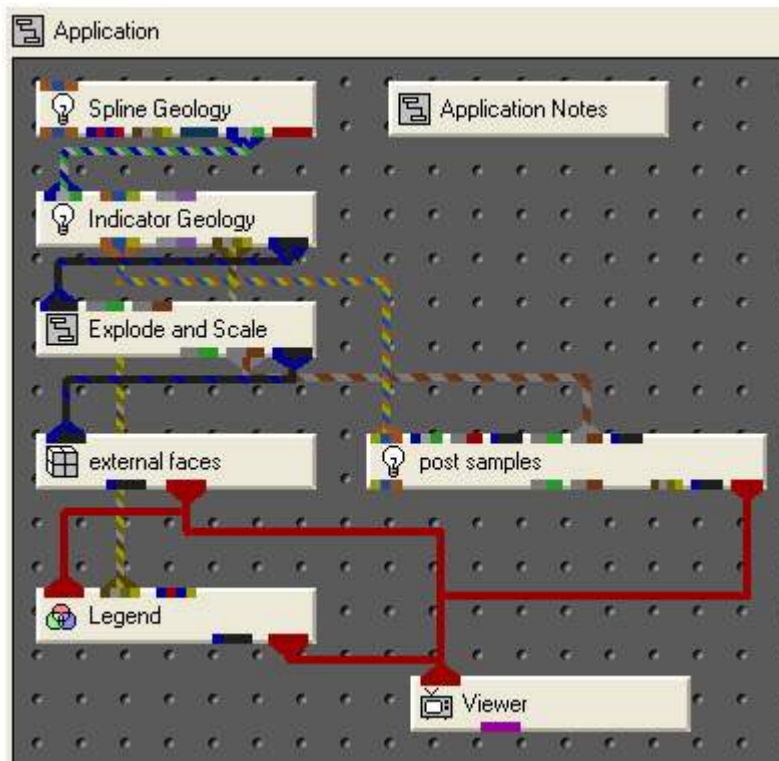 Application
Spline Geology
Application Notes
Indicator Geology
Explode and Scale
external faces
post samples
Legend
Viewer